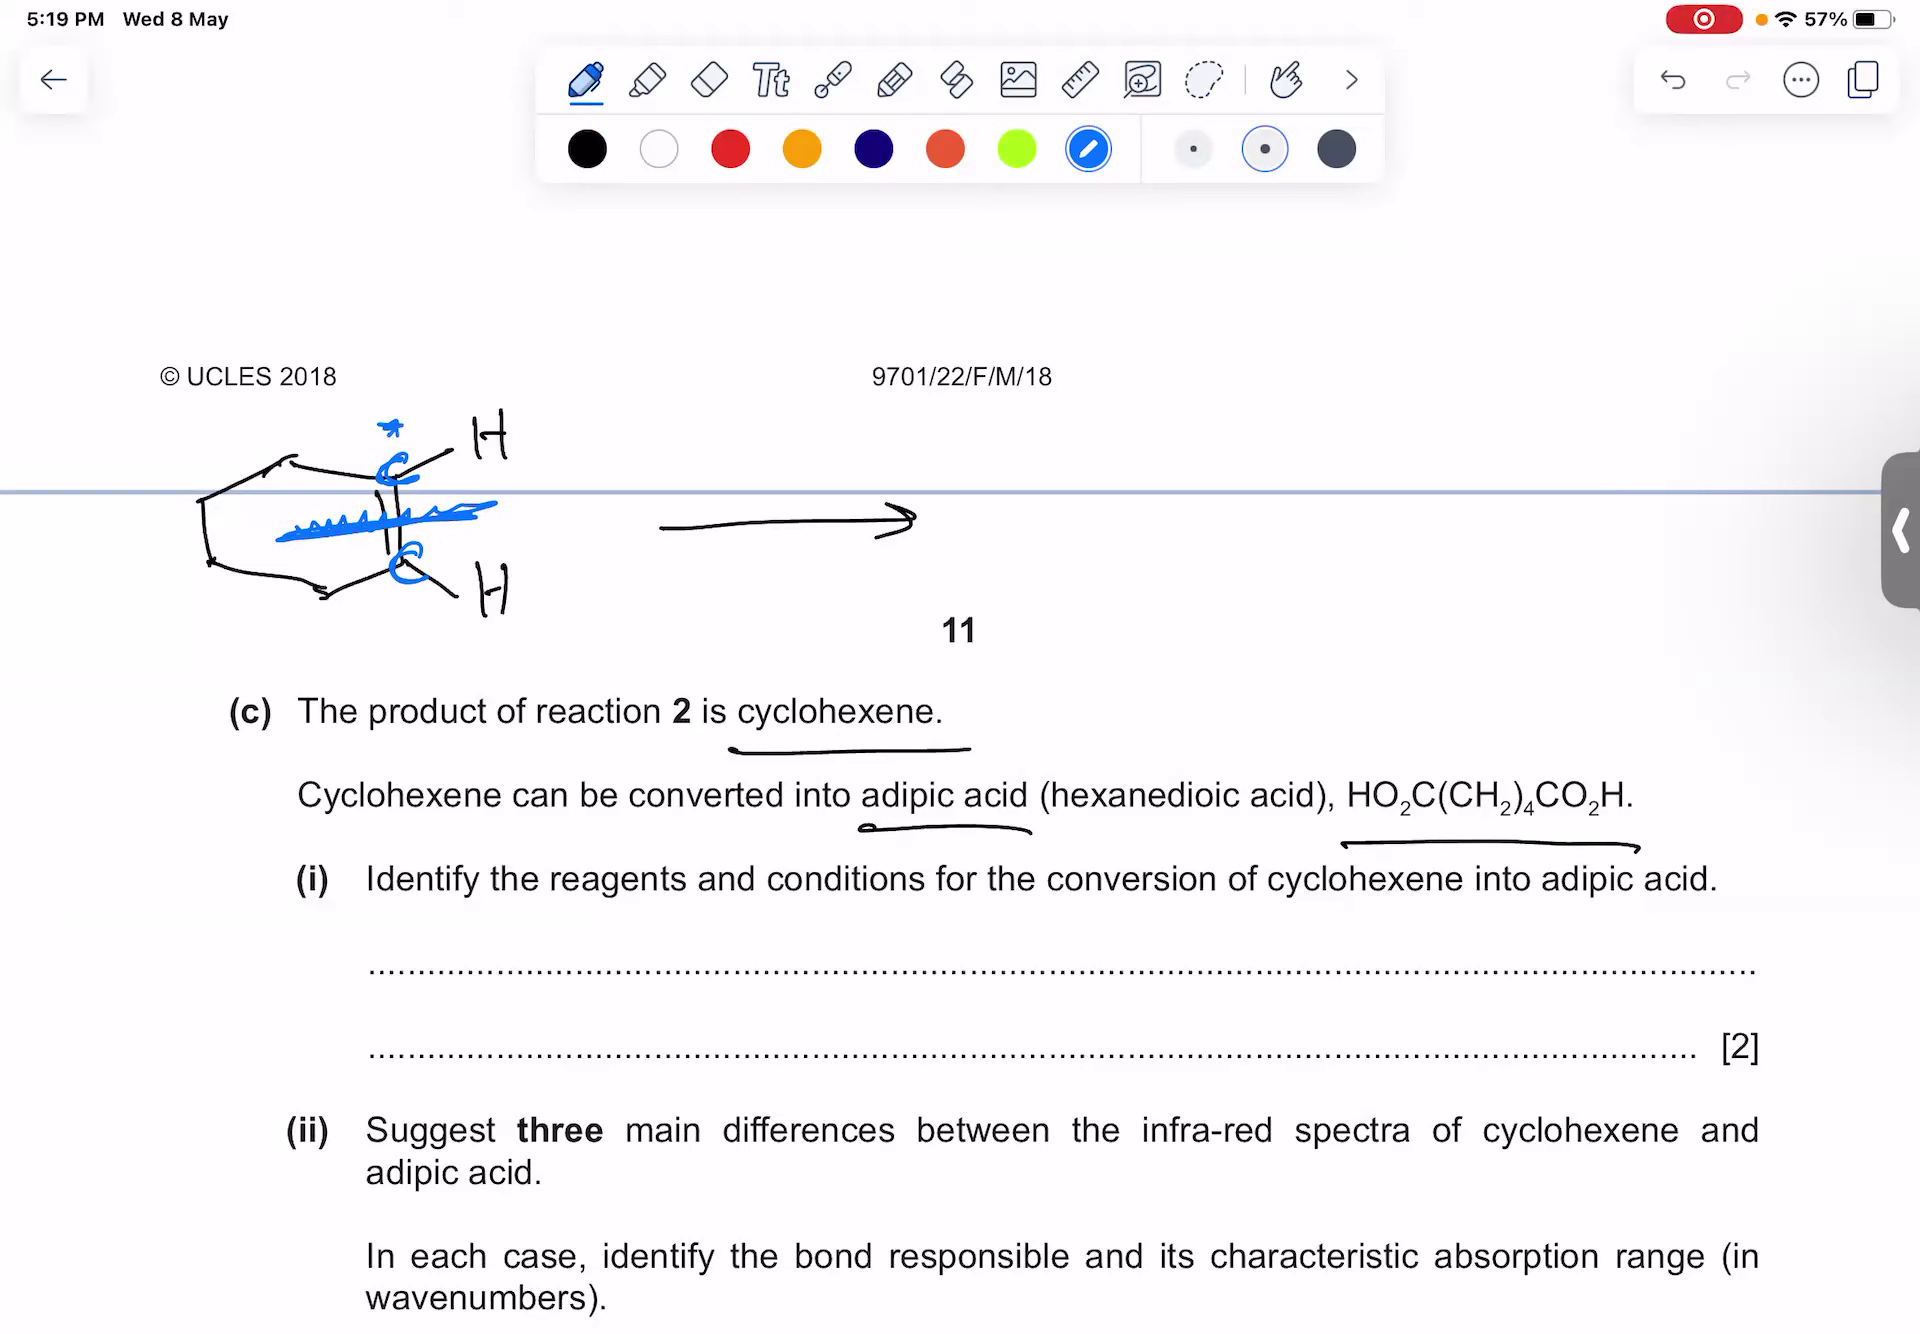 5:19 PM Wed 8 May
57%
Tt
© UCLES 2018 9701/22/F/M/18
* H
C
C
H
11
(c) The product of reaction 2 is cyclohexene.
Cyclohexene can be converted into adipic acid (hexanedioic acid), HO₂C(CH₂)₄CO₂H.
(i) Identify the reagents and conditions for the conversion of cyclohexene into adipic acid.
[2]
(ii) Suggest three main differences between the infra-red spectra of cyclohexene and
adipic acid.
In each case, identify the bond responsible and its characteristic absorption range (in
wavenumbers).